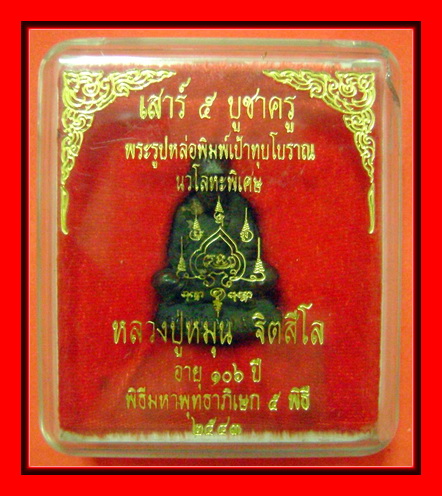 เสาร์ ๕ บูชาครู
พระรูปหล่อพิมพ์เบ้าทุบโบราณ
นวโลหะพิเศษ
หลวงปู่หมุน ฐิตสีโล
อายุ ๑๐๖ ปี
พิธีมหาพุทธาภิเษก ๕ พิธี
๒๕๔๓